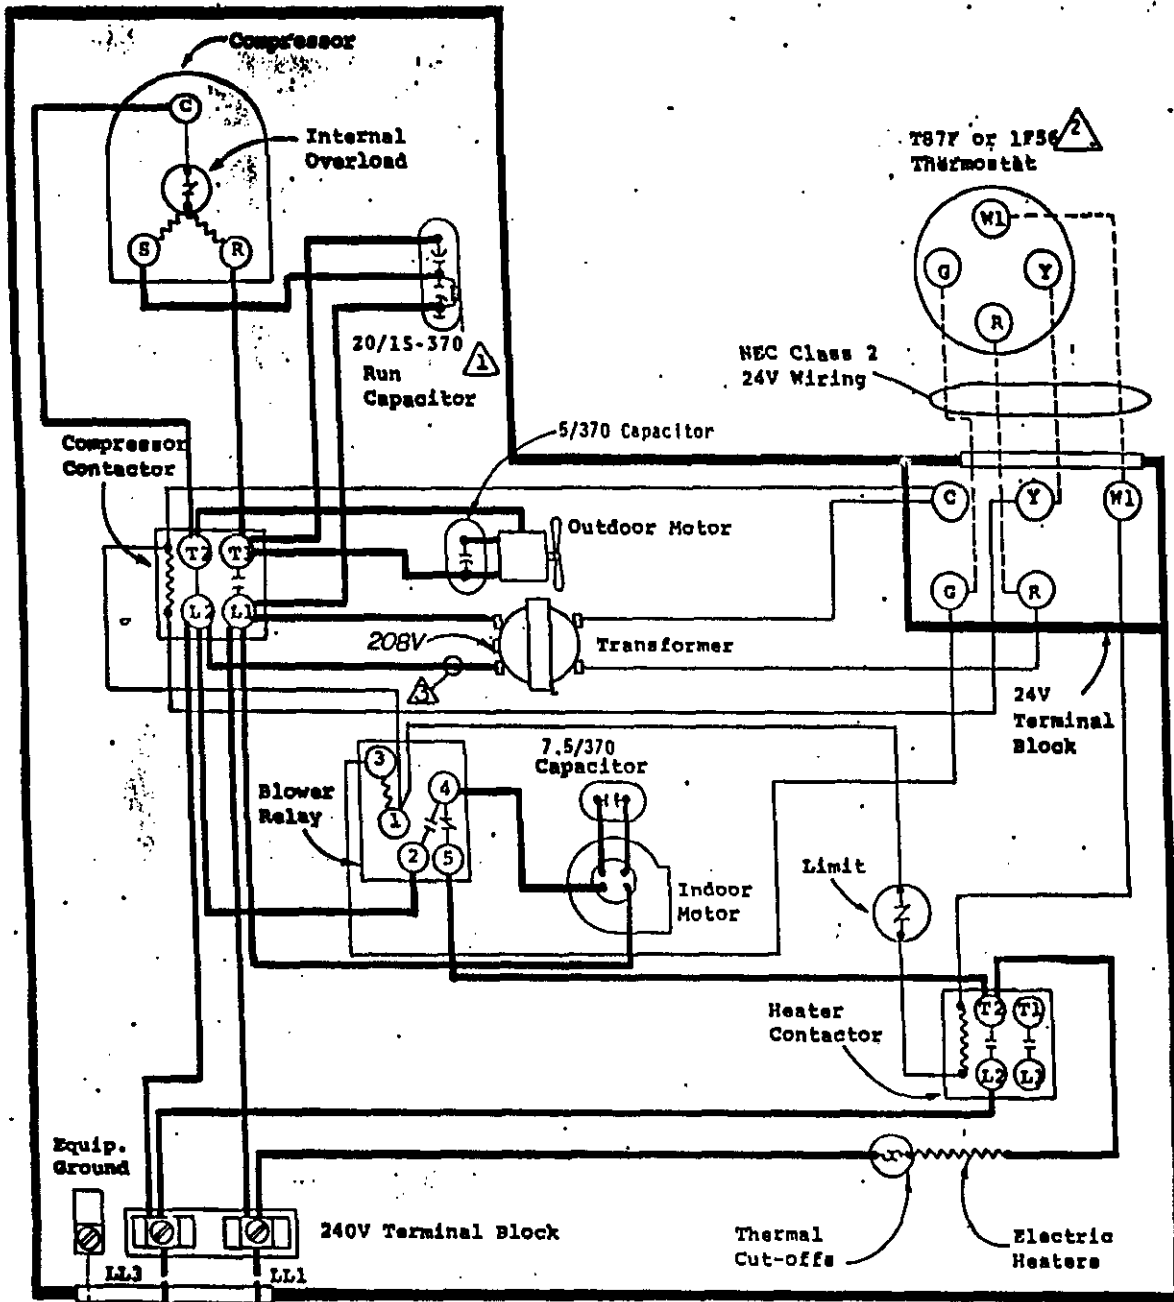 Compressor
C
Internal
Overload
S
R
20/15-370
1
Run
Capacitor
T87F or 1F56
2
Thermostat
W1
G
Y
R
NEC Class 2
24V Wiring
5/370 Capacitor
Compressor
Contactor
C
Y
W1
Outdoor Motor
T2
T1
G
R
L2
L1
208V
Transformer
3
24V
Terminal
Block
7.5/370
Capacitor
3
4
Blower
Relay
1
2
5
Limit
Indoor
Motor
Heater
Contactor
T2
T1
L2
L1
Equip.
Ground
240V Terminal Block
Thermal
Cut-offs
Electric
Heaters
LL3
LL1